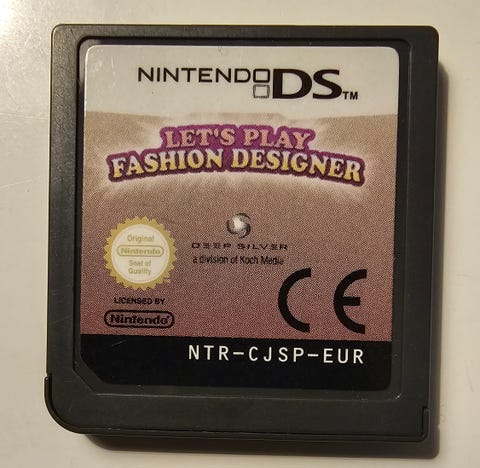 NINTENDO DS™
LET'S PLAY
FASHION DESIGNER
DEEP SILVER
a division of Koch Media
Original
Nintendo
Seal of
Quality
CE
LICENSED BY
Nintendo
NTR-CJSP-EUR